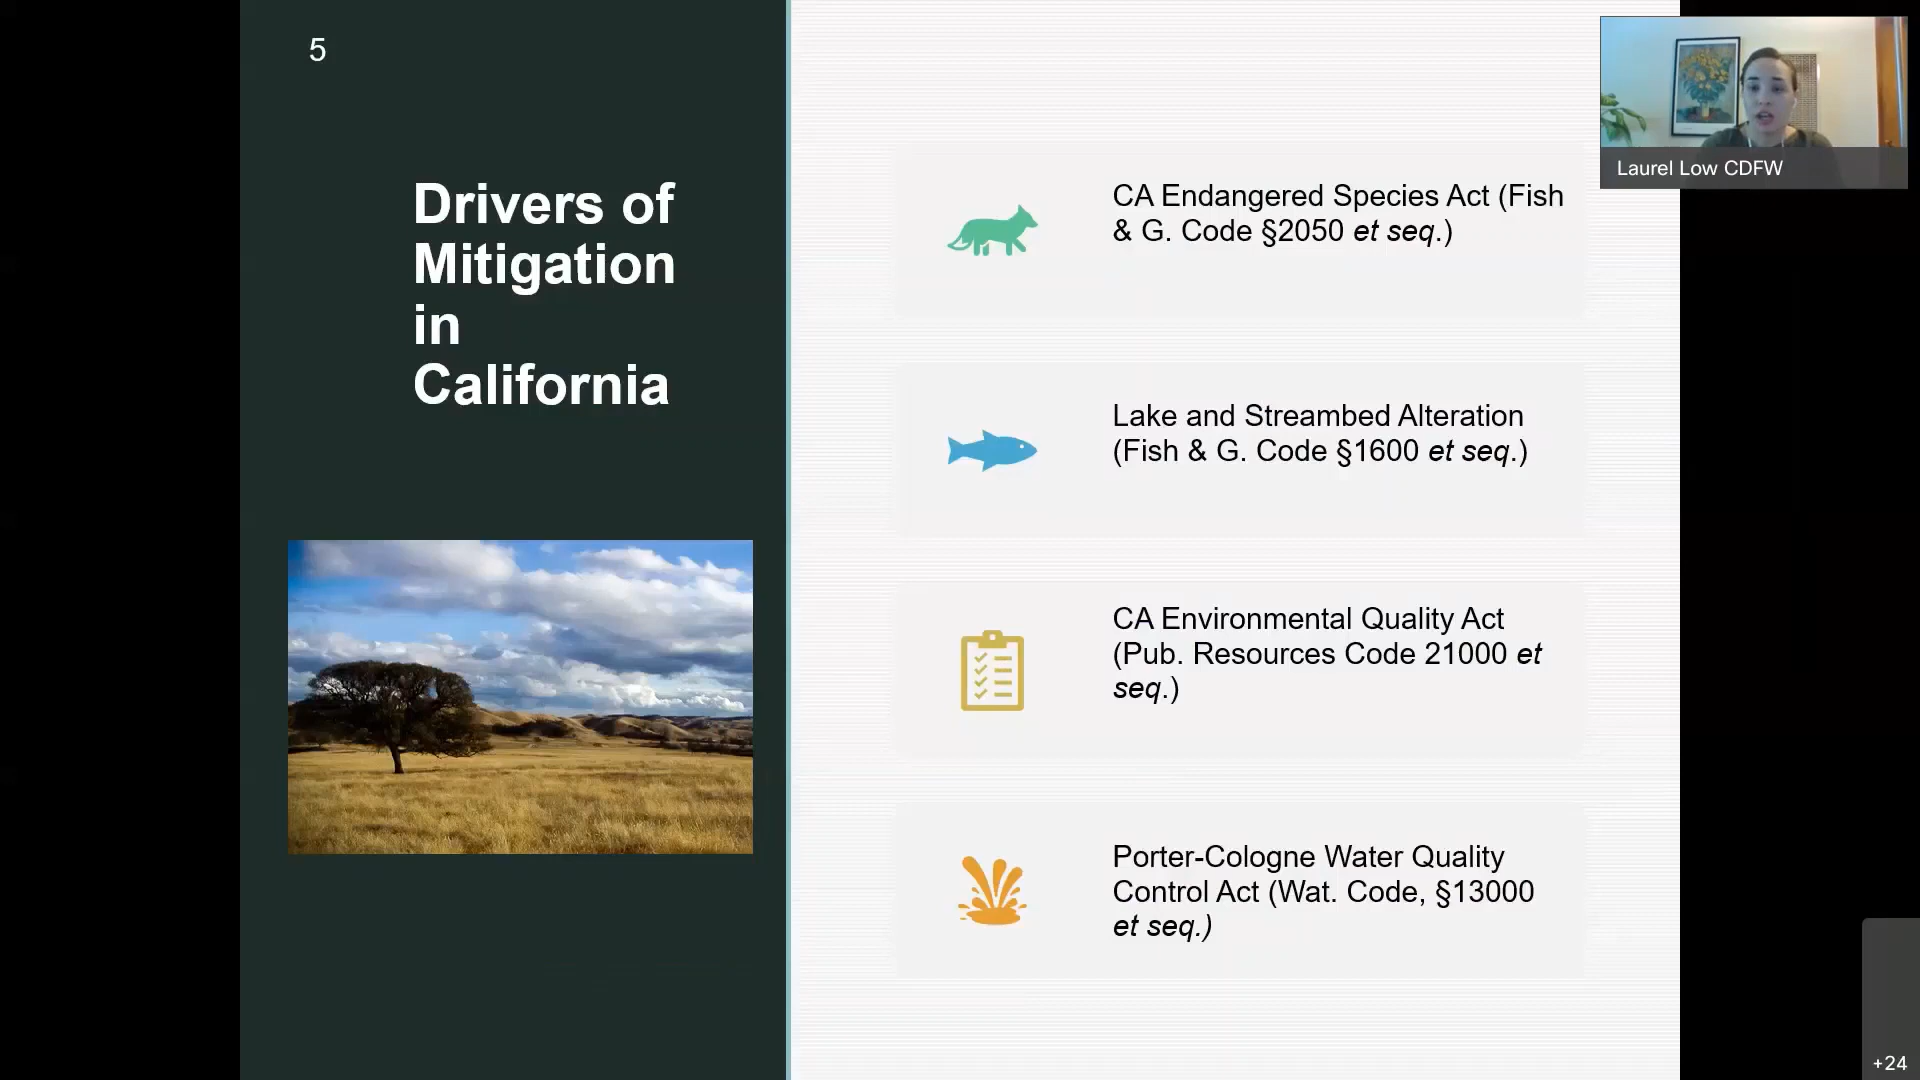 5
Drivers of
Mitigation
in
California
CA Endangered Species Act (Fish
& G. Code §2050 et seq.)
Lake and Streambed Alteration
(Fish & G. Code §1600 et seq.)
CA Environmental Quality Act
(Pub. Resources Code 21000 et
seq.)
Porter-Cologne Water Quality
Control Act (Wat. Code, §13000
et seq.)
Laurel Low CDFW
+24